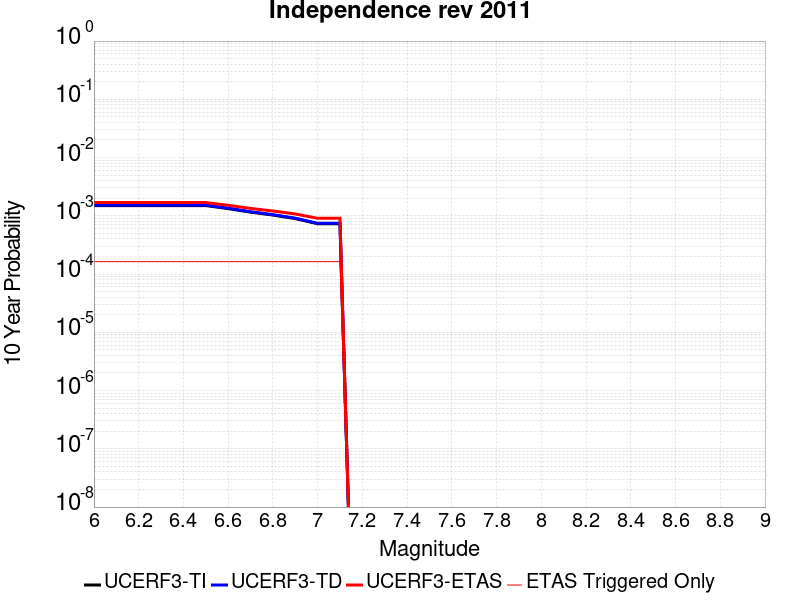 Independence rev 2011
10^0
10^-1
10^-2
10^-3
10^-4
10^-5
10^-6
10^-7
10^-8
10 Year Probability
6 6.2 6.4 6.6 6.8 7 7.2 7.4 7.6 7.8 8 8.2 8.4 8.6 8.8 9
Magnitude
UCERF3-TI UCERF3-TD UCERF3-ETAS ETAS Triggered Only